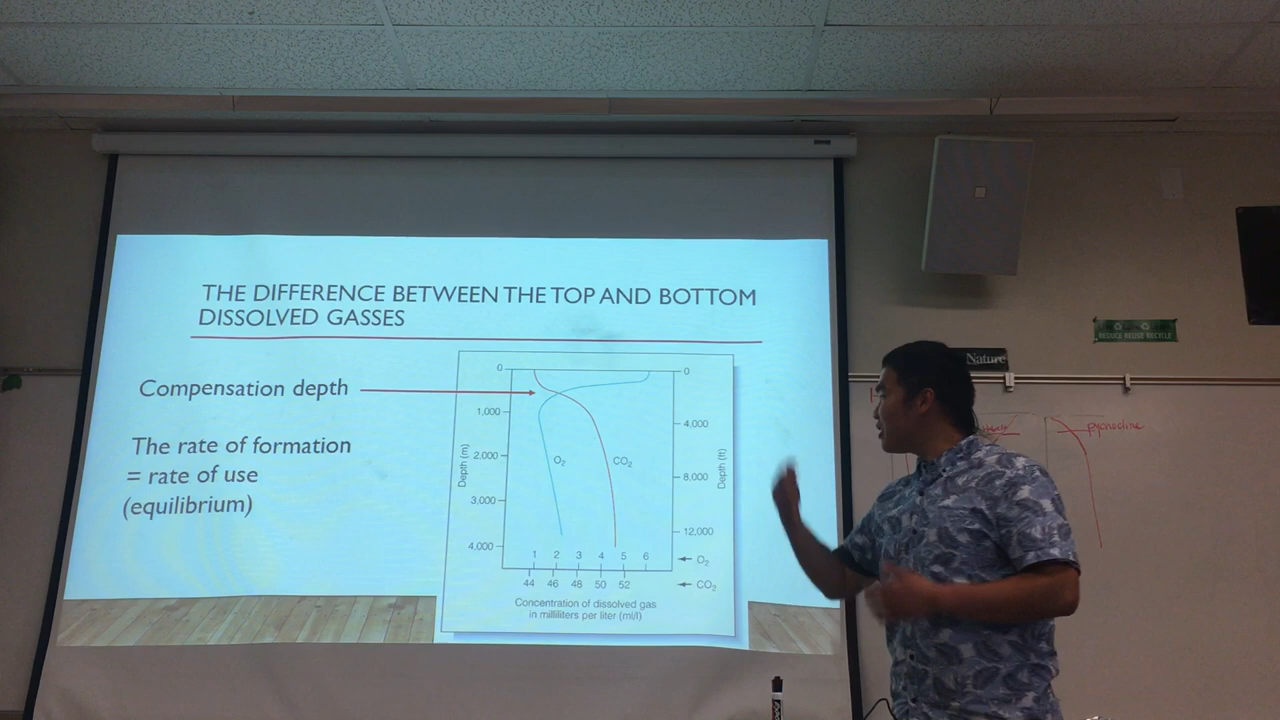 THE DIFFERENCE BETWEEN THE TOP AND BOTTOM
DISSOLVED GASSES
Compensation depth
The rate of formation
= rate of use
(equilibrium)
0
1,000
2,000
3,000
4,000
Depth (m)
0
4,000
8,000
12,000
Depth (ft)
O₂
CO₂
1 2 3 4 5 6 ← O₂
44 46 48 50 52 ← CO₂
Concentration of dissolved gas
in milliliters per liter (ml/l)
REDUCE REUSE RECYCLE
Nature
pycnocline